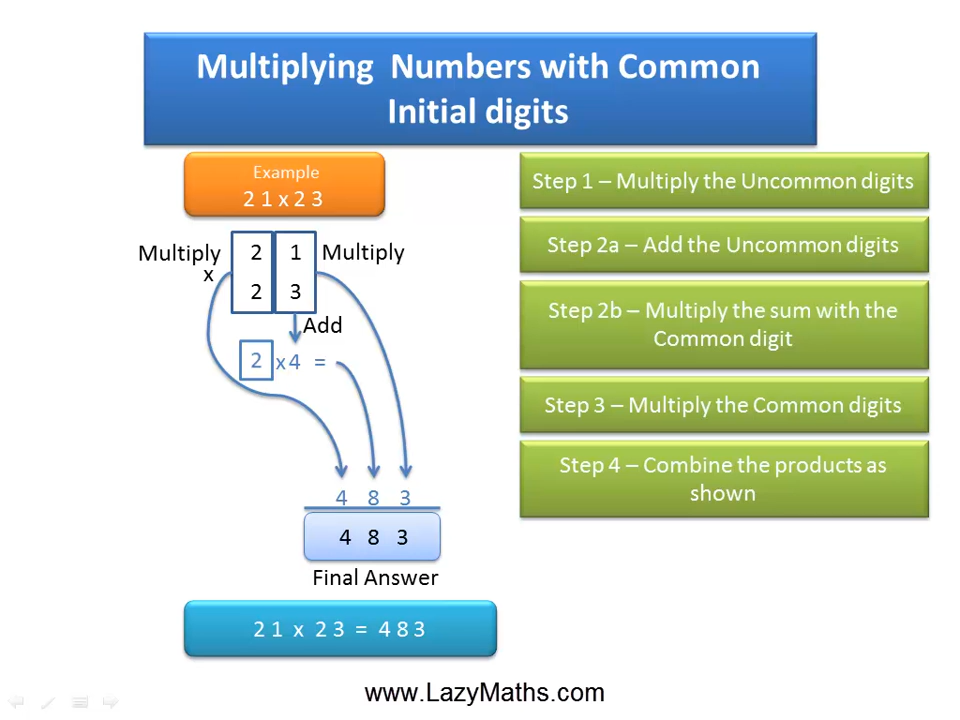 Multiplying Numbers with Common
Initial digits
Example
2 1 x 2 3
Multiply 2 1 Multiply
x
2 3
Add
2 x 4 =
4 8 3
4 8 3
Final Answer
2 1 x 2 3 = 4 8 3
Step 1 – Multiply the Uncommon digits
Step 2a – Add the Uncommon digits
Step 2b – Multiply the sum with the
Common digit
Step 3 – Multiply the Common digits
Step 4 – Combine the products as
shown
www.LazyMaths.com